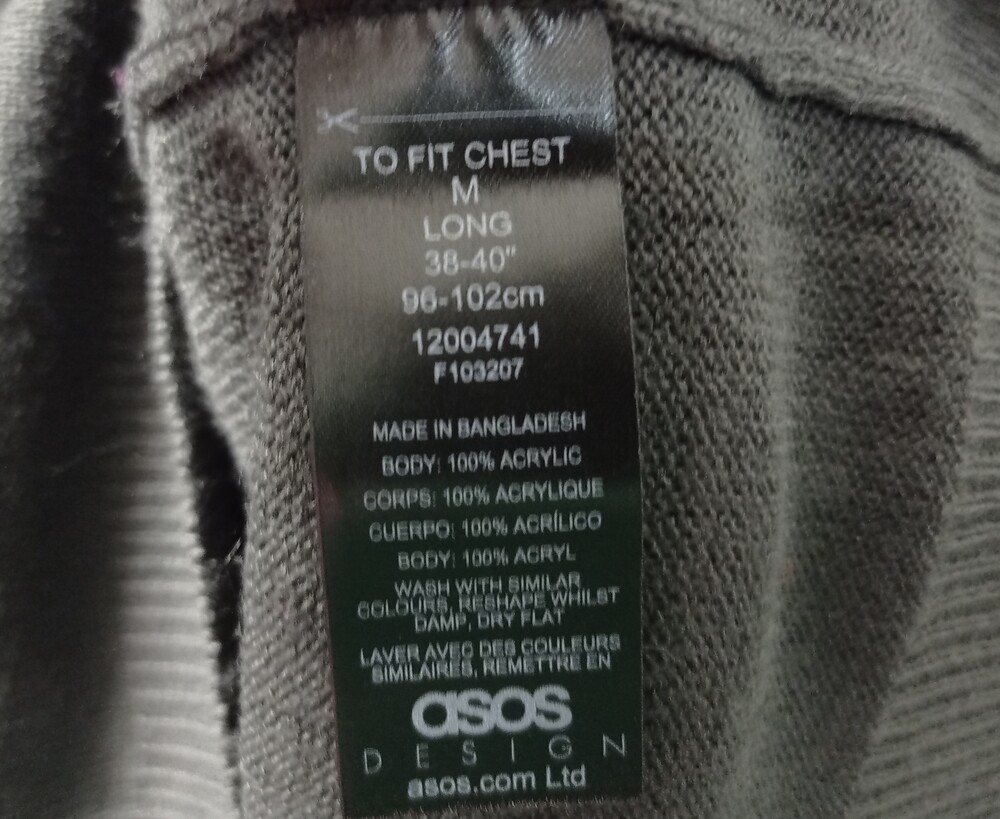 TO FIT CHEST
M
LONG
38-40"
96-102cm
12004741
F103207
MADE IN BANGLADESH
BODY: 100% ACRYLIC
CORPS: 100% ACRYLIQUE
CUERPO: 100% ACRÍLICO
BODY: 100% ACRYL
WASH WITH SIMILAR
COLOURS, RESHAPE WHILST
DAMP, DRY FLAT
LAVER AVEC DES COULEURS
SIMILAIRES, REMETTRE EN
asos
DESIGN
asos.com Ltd